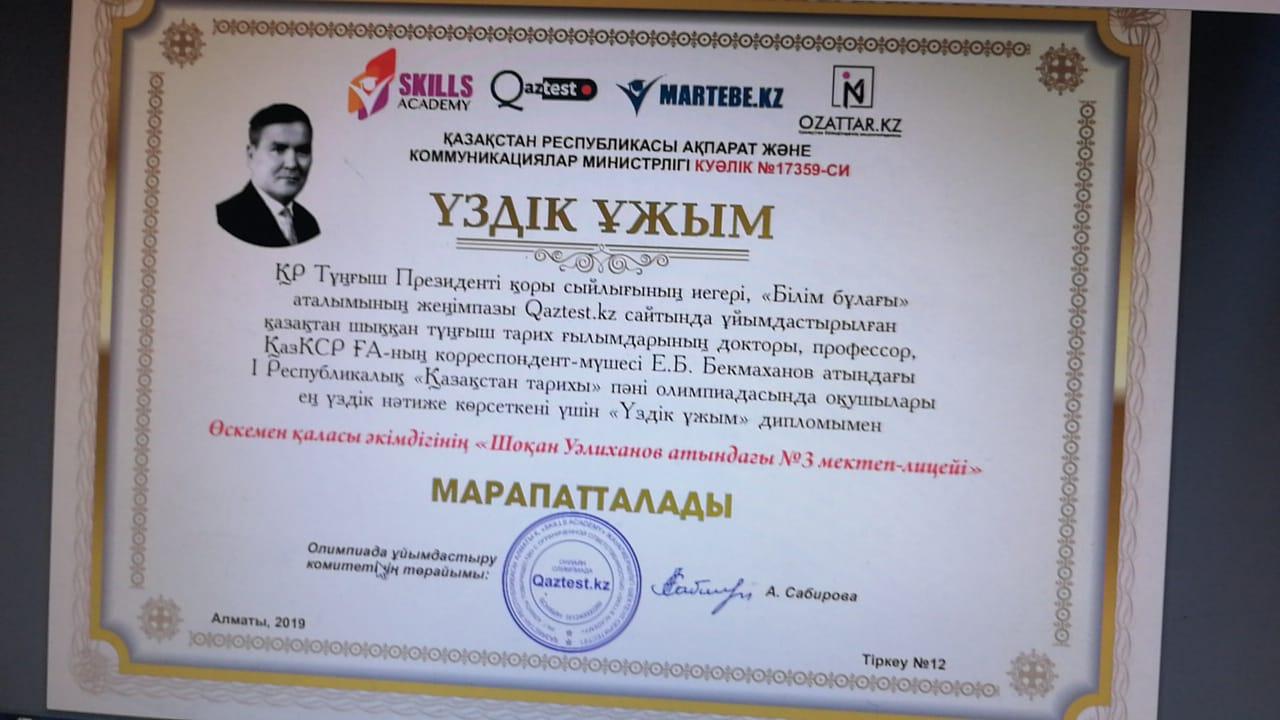 SKILLS
ACADEMY
Qaztest
MARTEBE.KZ
OZATTAR.KZ
ҚАЗАҚСТАН РЕСПУБЛИКАСЫ АҚПАРАТ ЖӘНЕ
КОММУНИКАЦИЯЛАР МИНИСТРЛІГІ КУӘЛІК №17359-СИ
ҮЗДІК ҰЖЫМ
ҚР Тұңғыш Президенті қоры сыйлығының иегері, «Білім бұлағы»
аталымының жеңімпазы Qaztest.kz сайтында ұйымдастырылған
қазақтан шыққан тұңғыш тарих ғылымдарының докторы, профессор,
ҚазКСР ҒА-ның корреспондент-мүшесі Е.Б. Бекмаханов атындағы
I Республикалық «Қазақстан тарихы» пәні олимпиадасында оқушылары
ең үздік нәтиже көрсеткені үшін «Үздік ұжым» дипломымен
Өскемен қаласы әкімдігінің «Шоқан Уәлиханов атындағы №3 мектеп-лицейі»
МАРАПАТТАЛАДЫ
Олимпиада ұйымдастыру
комитетінің төрайымы:
ОНЛАЙН
ОЛИМПИАДА
Qaztest.kz
А. Сабирова
Алматы, 2019
Тіркеу №12